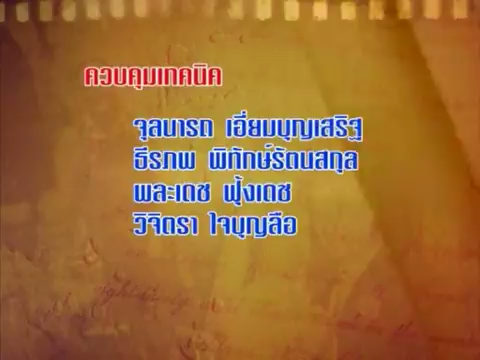 ควบคุมเทคนิค
จุลนารถ เอี่ยมบุญเสริฐ
ธีรภพ พิทักษ์รัตนสกุล
พละเดช ฟุ้งเดช
วิจิตรา ใจบุญลือ